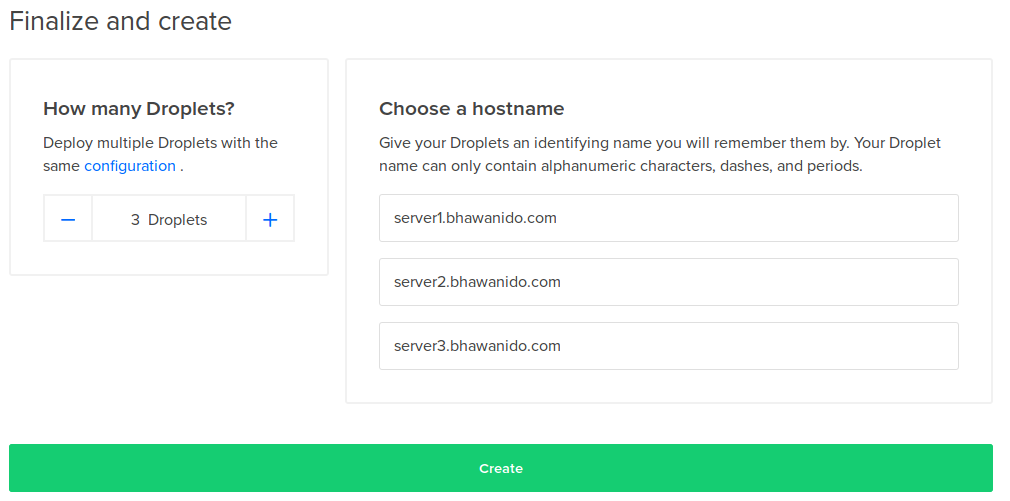 Finalize and create
How many Droplets?
Deploy multiple Droplets with the
same configuration .
− 3 Droplets +
Choose a hostname
Give your Droplets an identifying name you will remember them by. Your Droplet
name can only contain alphanumeric characters, dashes, and periods.
server1.bhawanido.com
server2.bhawanido.com
server3.bhawanido.com
Create